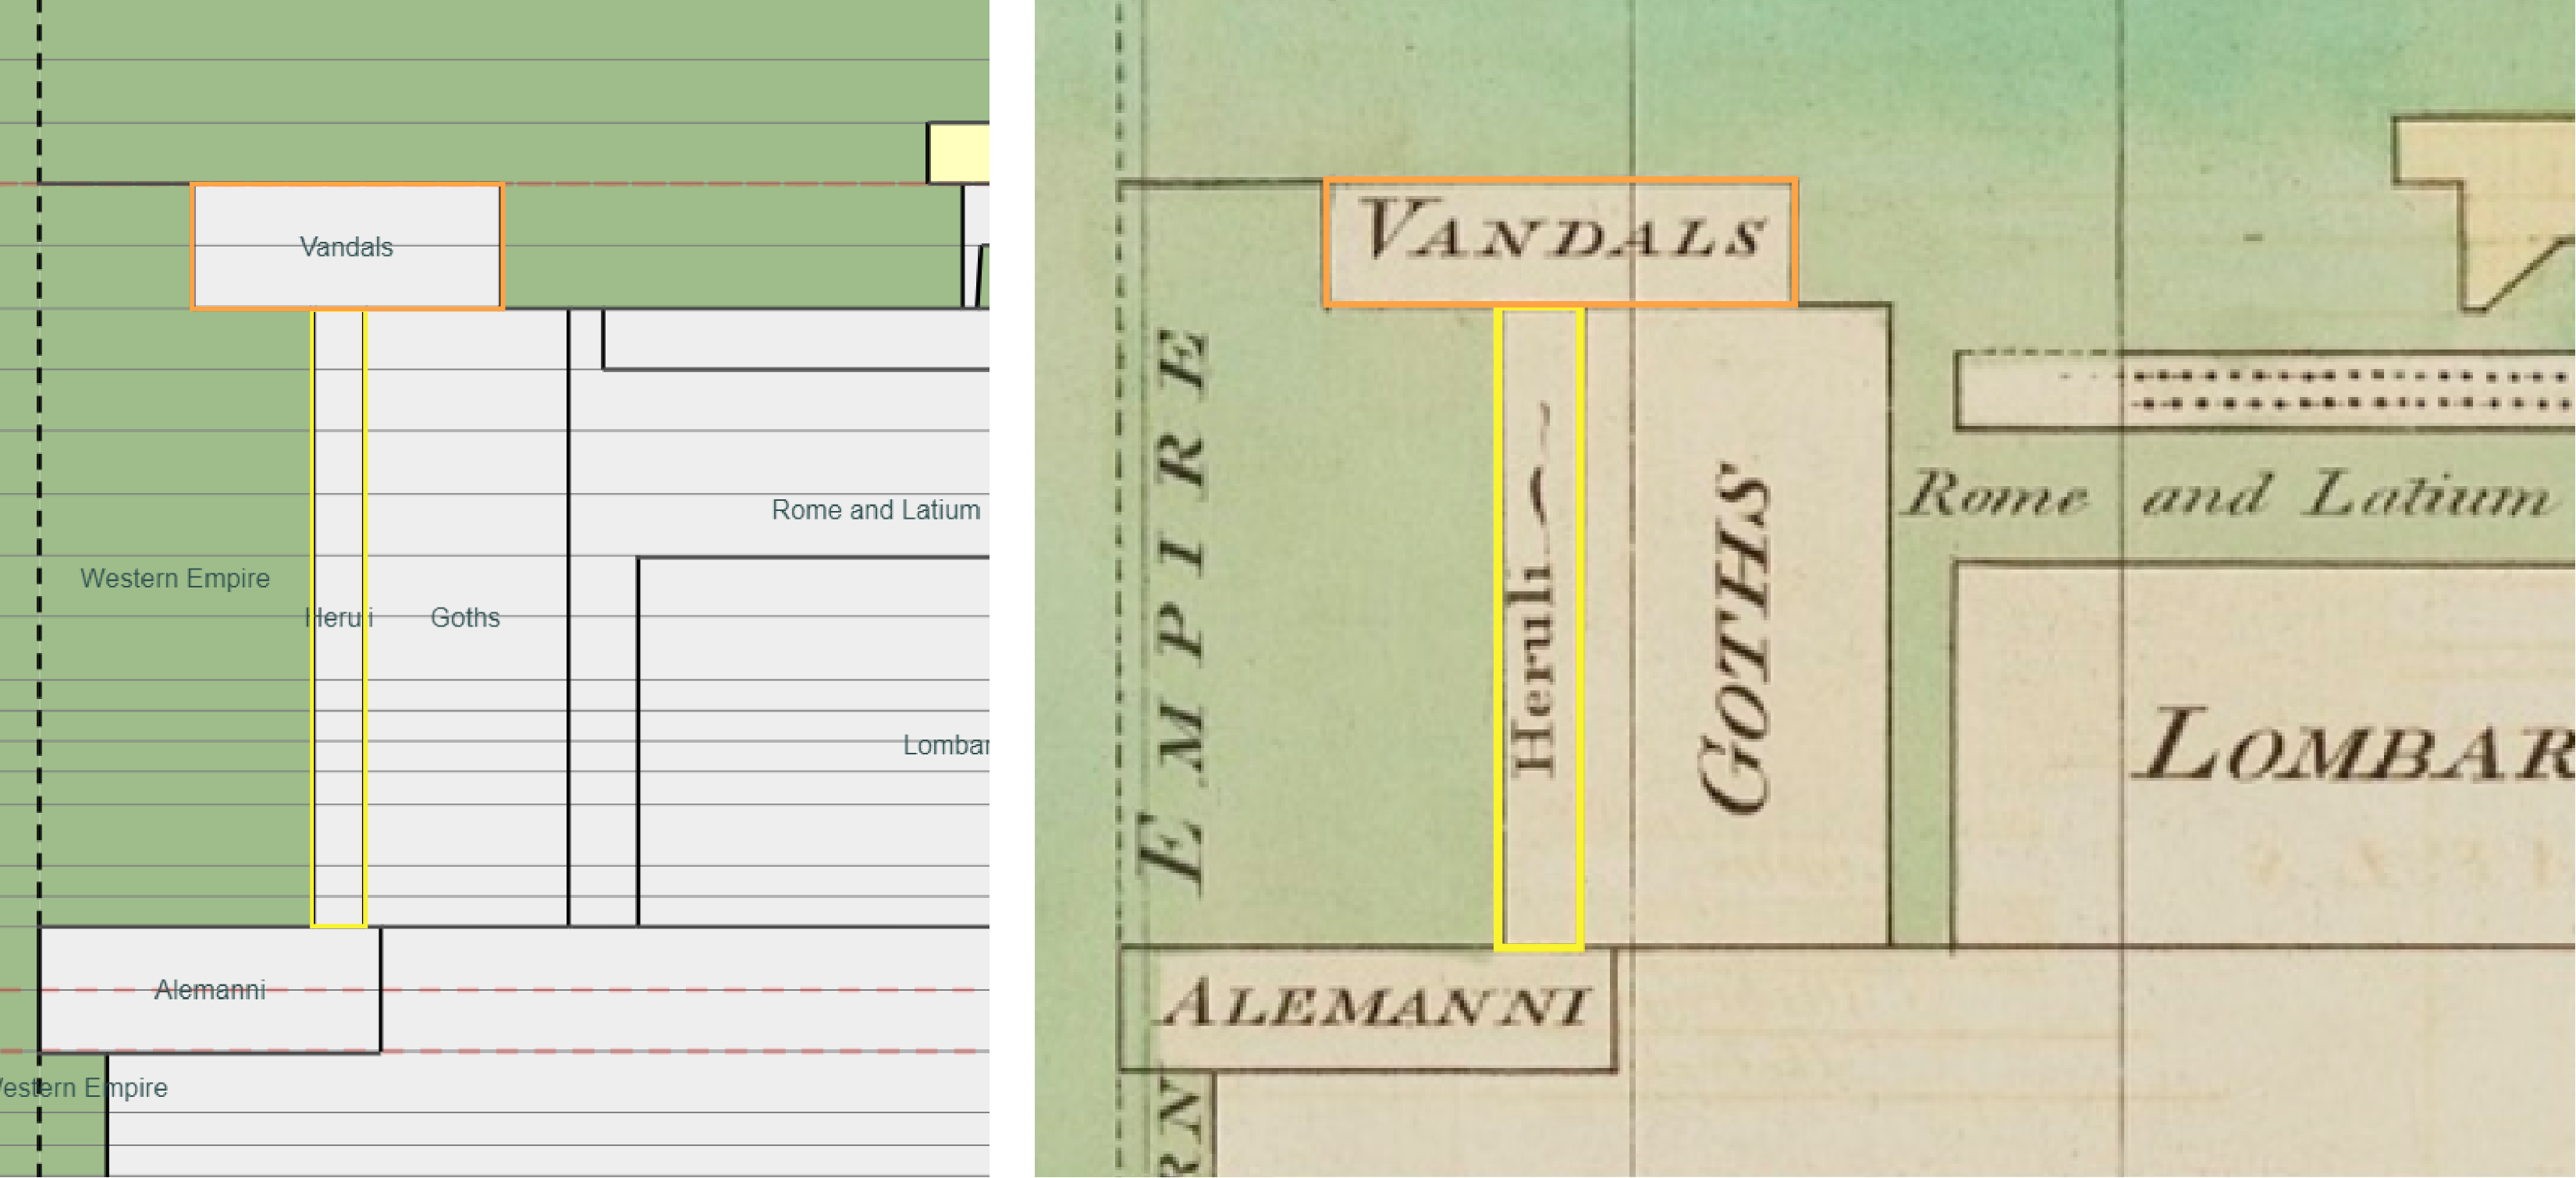 Vandals
Rome and Latium
Western Empire
Heruli
Goths
Lombar
Alemanni
Western Empire
VANDALS
EMPIRE
Heruli
GOTHS
Rome and Latium
LOMBAR
ALEMANNI
RN